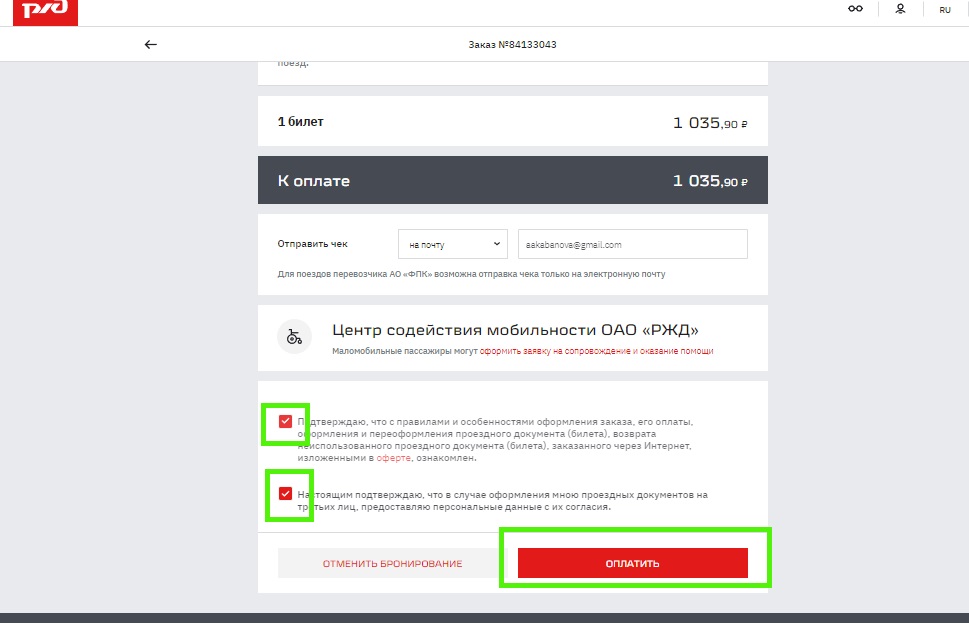 ржд
RU
Заказ №84133043
поезд.
1 билет
1 035,90 ₽
К оплате
1 035,90 ₽
Отправить чек
на почту
aakabanova@gmail.com
Для поездов перевозчика АО «ФПК» возможна отправка чека только на электронную почту
Центр содействия мобильности ОАО «РЖД»
Маломобильные пассажиры могут оформить заявку на сопровождение и оказание помощи
Подтверждаю, что с правилами и особенностями оформления заказа, его оплаты,
оформления и переоформления проездного документа (билета), возврата
неиспользованного проездного документа (билета), заказанного через Интернет,
изложенными в оферте, ознакомлен.
Настоящим подтверждаю, что в случае оформления мною проездных документов на
третьих лиц, предоставляю персональные данные с их согласия.
ОТМЕНИТЬ БРОНИРОВАНИЕ
ОПЛАТИТЬ